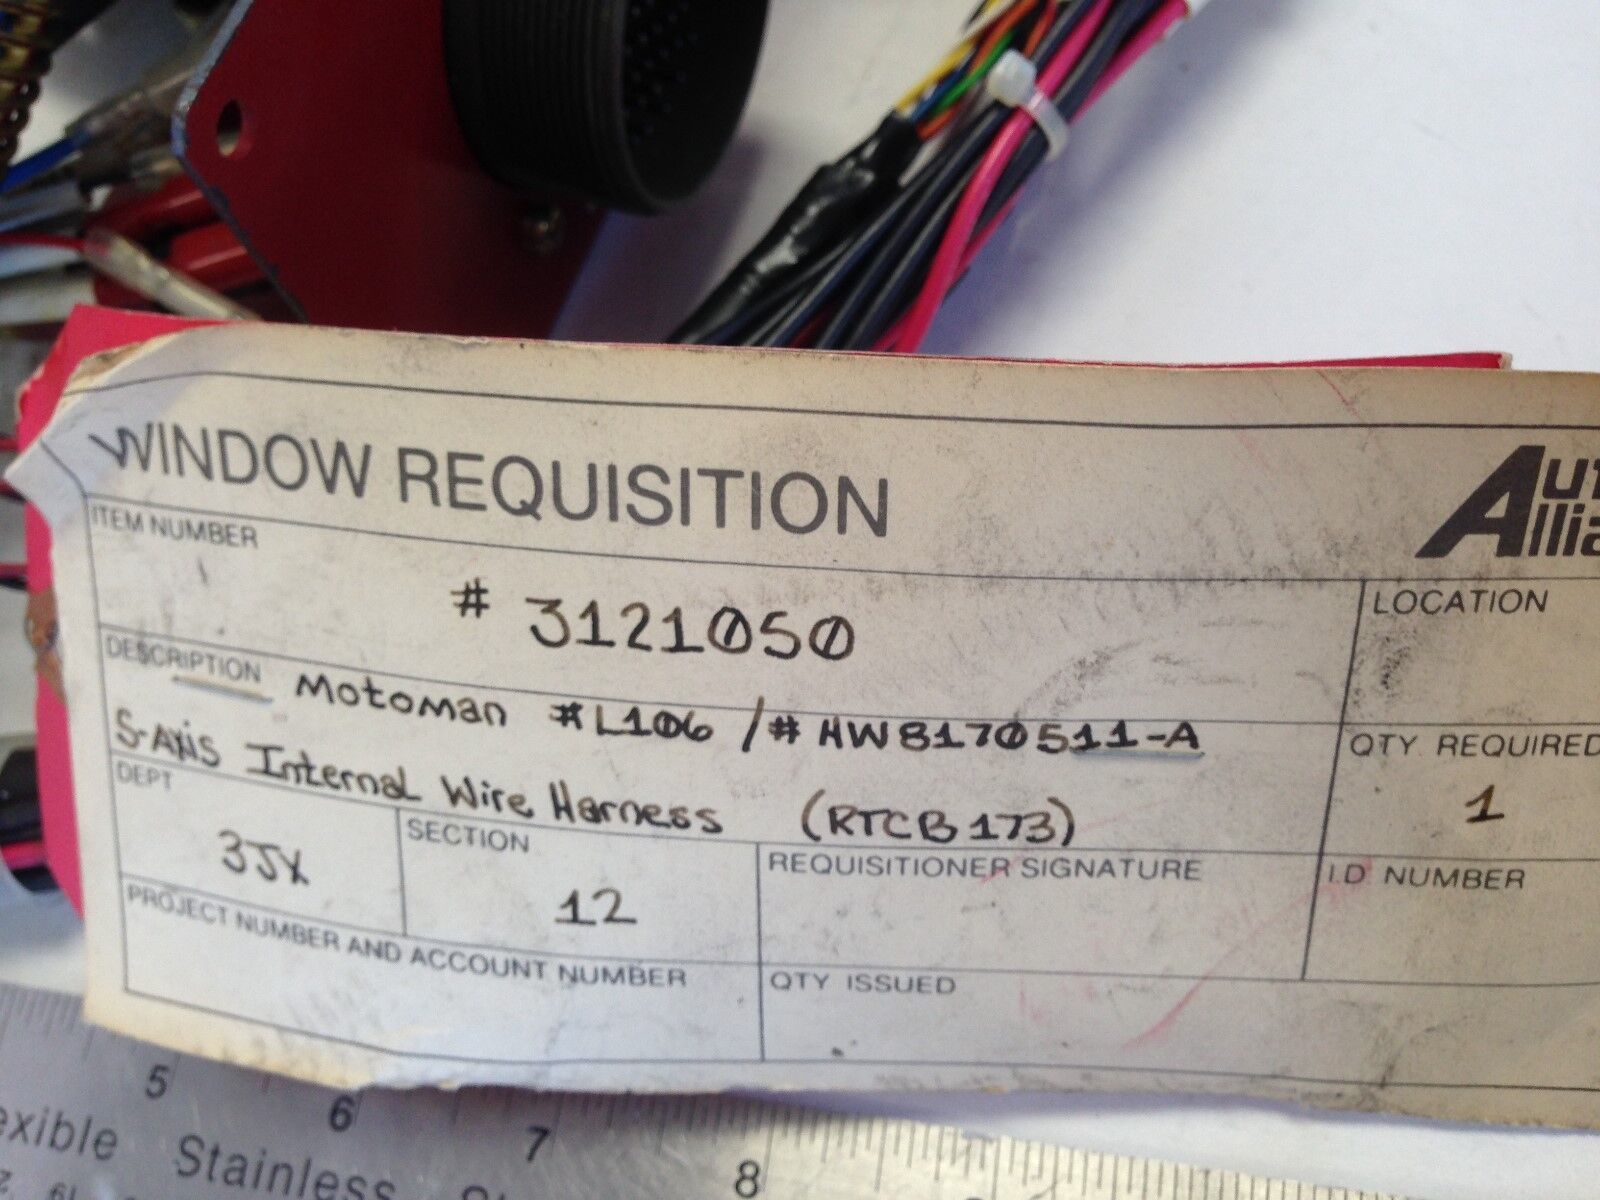 WINDOW REQUISITION
ITEM NUMBER
# 3121050
LOCATION
DESCRIPTION Motoman #L106 / # HW8170511-A
S-Axis Internal Wire Harness (RTCB173)
QTY. REQUIRED
1
DEPT
3JX
SECTION
12
REQUISITIONER SIGNATURE
I.D NUMBER
PROJECT NUMBER AND ACCOUNT NUMBER
QTY ISSUED
5 6 7 8
Stainless
19